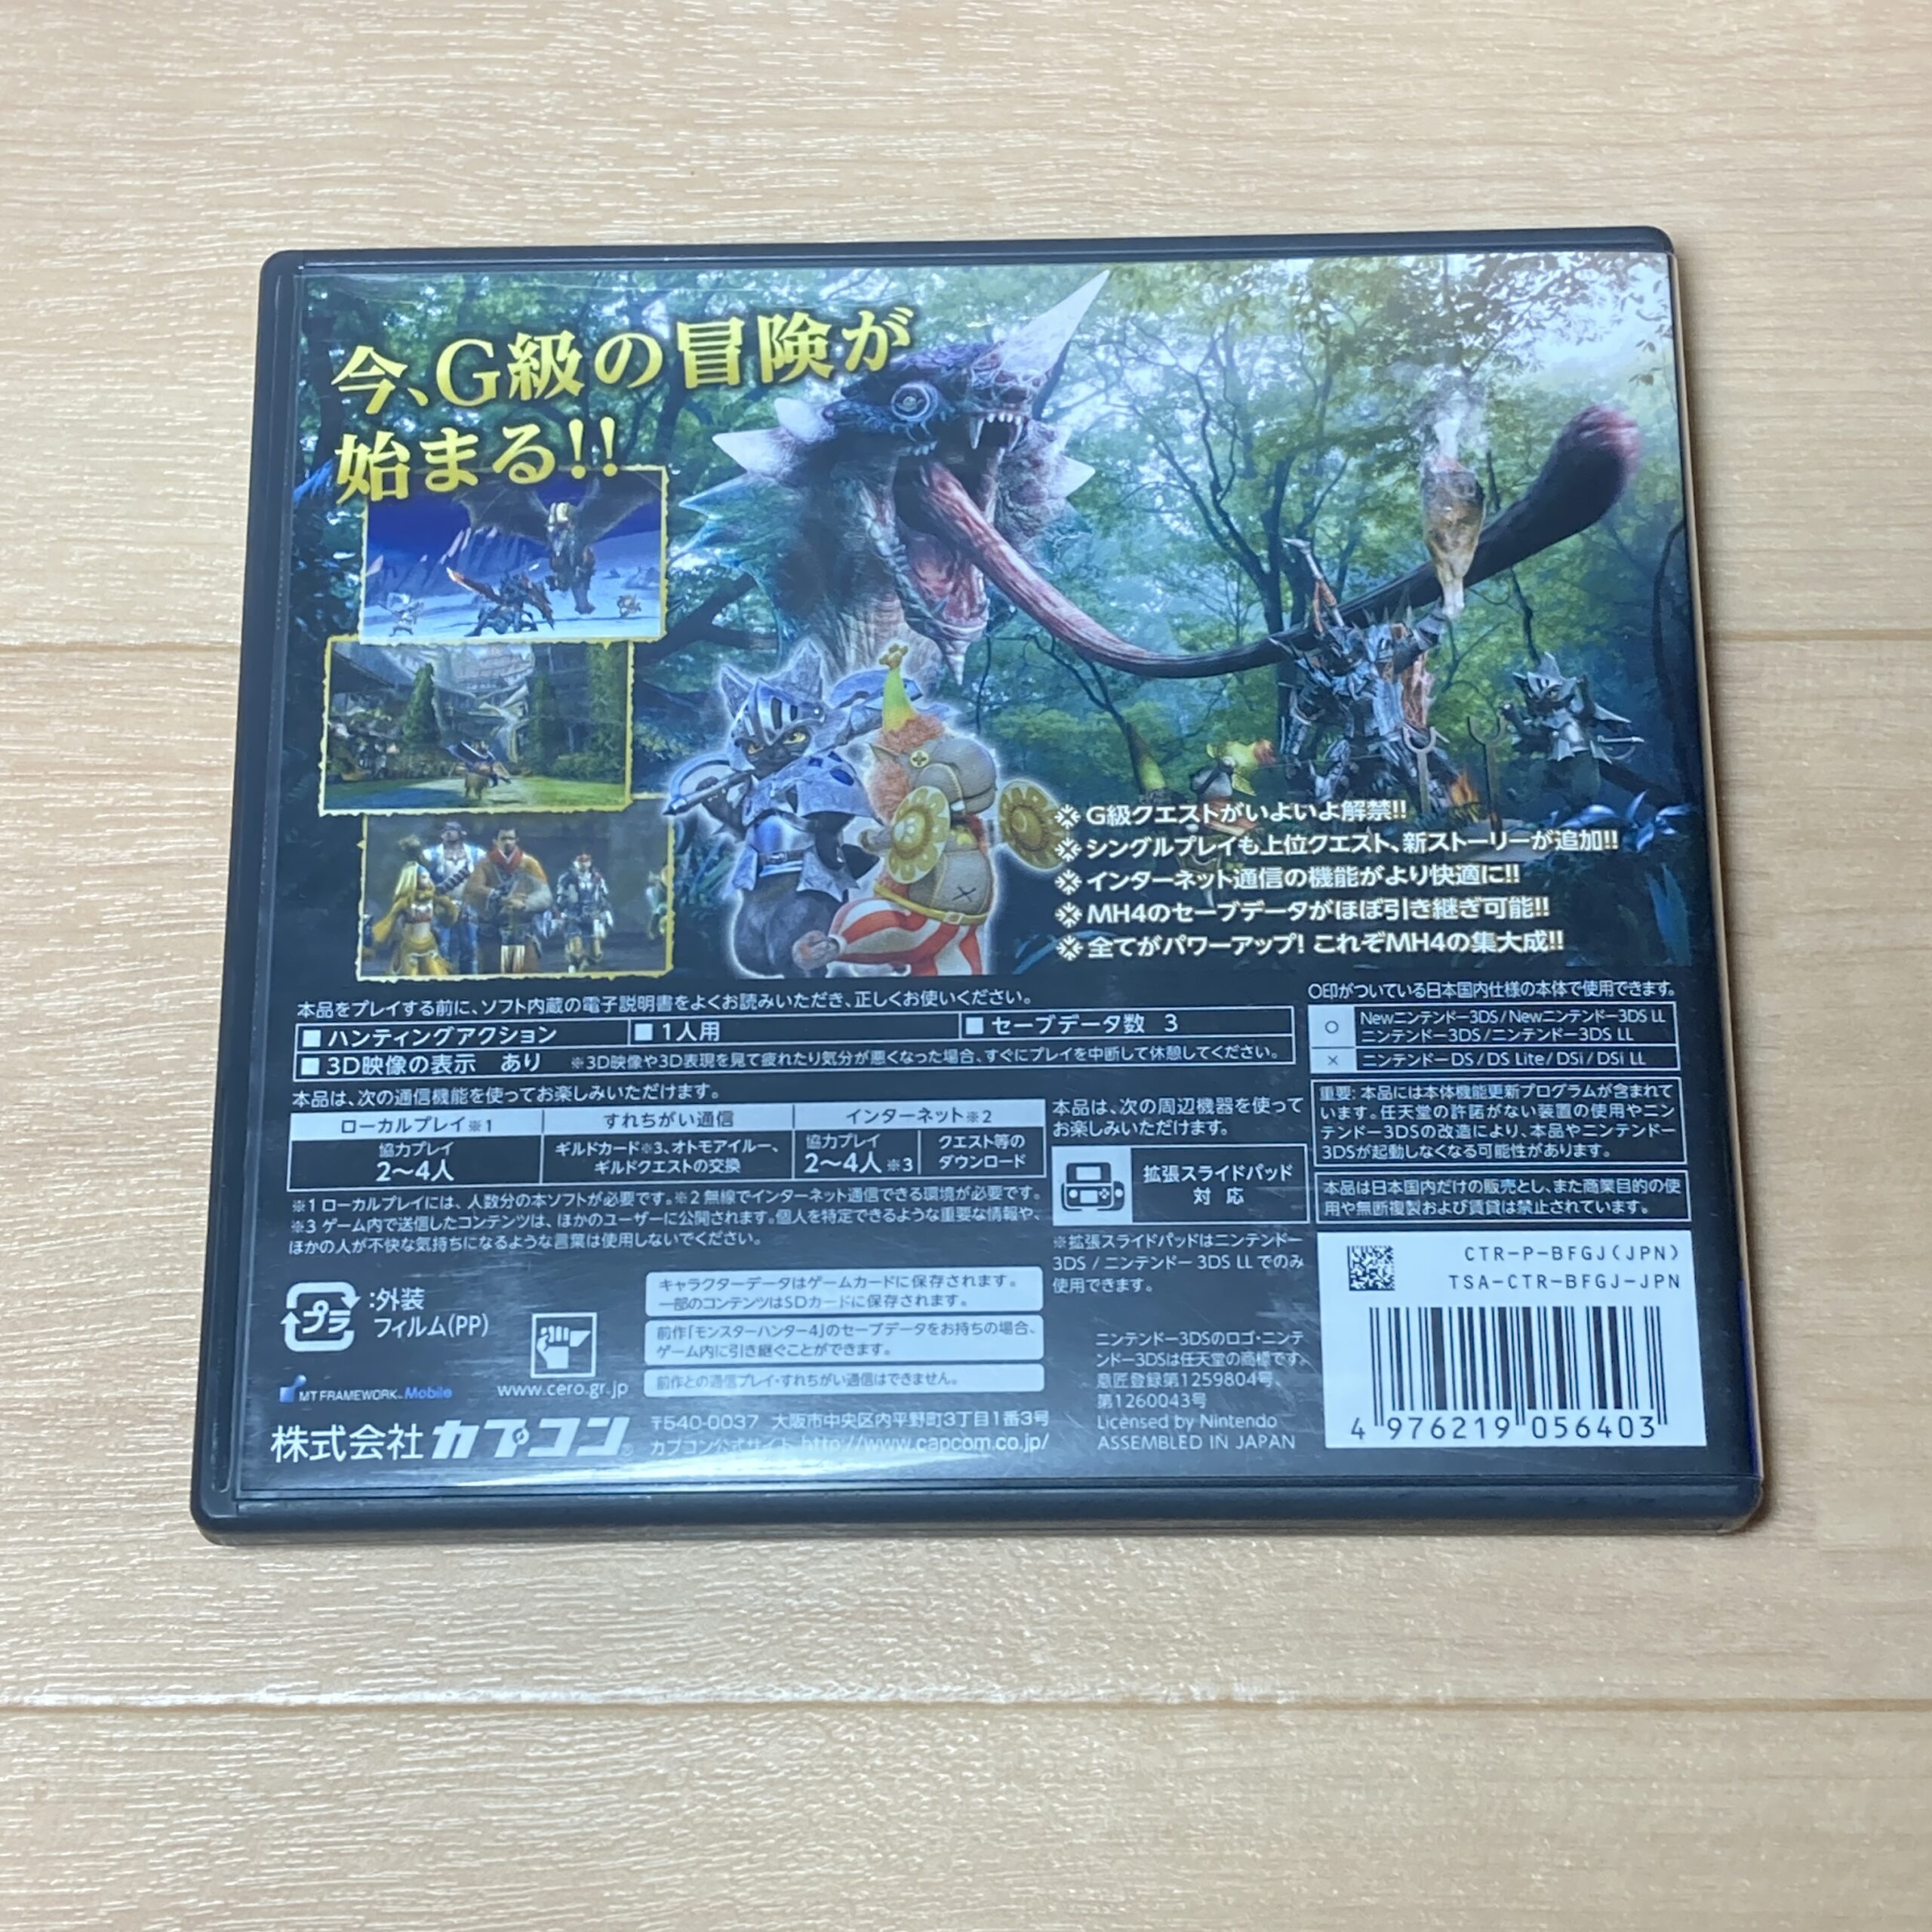 今、G級の冒険が
始まる!!
G級クエストがいよいよ解禁!!
シングルプレイも上位クエスト、新ストーリーが追加!!
インターネット通信の機能がより快適に!!
MH4のセーブデータがほぼ引き継ぎ可能!!
全てがパワーアップ! これぞMH4の集大成!!
本品をプレイする前に、ソフト内蔵の電子説明書をよくお読みいただき、正しくお使いください。
■ ハンティングアクション ■ 1人用 ■ セーブデータ数 3
■ 3D映像の表示 あり ※3D映像や3D表現を見て疲れたり気分が悪くなった場合、すぐにプレイを中断して休憩してください。
本品は、次の通信機能を使ってお楽しみいただけます。
ローカルプレイ※1 すれちがい通信 インターネット※2
協力プレイ
2〜4人
ギルドカード※3、オトモアイルー、
ギルドクエストの交換
協力プレイ
2〜4人※3
クエスト等の
ダウンロード
※1 ローカルプレイには、人数分の本ソフトが必要です。※2 無線でインターネット通信できる環境が必要です。
※3 ゲーム内で送信したコンテンツは、ほかのユーザーに公開されます。個人を特定できるような重要な情報や、
ほかの人が不快な気持ちになるような言葉は使用しないでください。
本品は、次の周辺機器を使って
お楽しみいただけます。
拡張スライドパッド
対 応
※拡張スライドパッドはニンテンドー
3DS / ニンテンドー 3DS LL でのみ
使用できます。
○印がついている日本国内仕様の本体で使用できます。
○ Newニンテンドー3DS/Newニンテンドー3DS LL
ニンテンドー3DS/ニンテンドー3DS LL
× ニンテンドーDS/DS Lite/DSi/DSi LL
重要: 本品には本体機能更新プログラムが含まれて
います。任天堂の許諾がない装置の使用やニン
テンドー3DSの改造により、本品やニンテンドー
3DSが起動しなくなる可能性があります。
本品は日本国内だけの販売とし、また商業目的の使
用や無断複製および賃貸は禁止されています。
プラ
:外装
フィルム(PP)
www.cero.gr.jp
キャラクターデータはゲームカードに保存されます。
一部のコンテンツはSDカードに保存されます。
前作「モンスターハンター4」のセーブデータをお持ちの場合、
ゲーム内に引き継ぐことができます。
前作との通信プレイ・すれちがい通信はできません。
MT FRAMEWORK™ Mobile
株式会社カプコン®
〒540-0037 大阪市中央区内平野町3丁目1番3号
カプコン公式サイト http://www.capcom.co.jp/
ニンテンドー3DSのロゴ・ニンテ
ンドー3DSは任天堂の商標です。
意匠登録第1259804号、
第1260043号
Licensed by Nintendo
ASSEMBLED IN JAPAN
CTR-P-BFGJ(JPN)
TSA-CTR-BFGJ-JPN
4 976219 056403